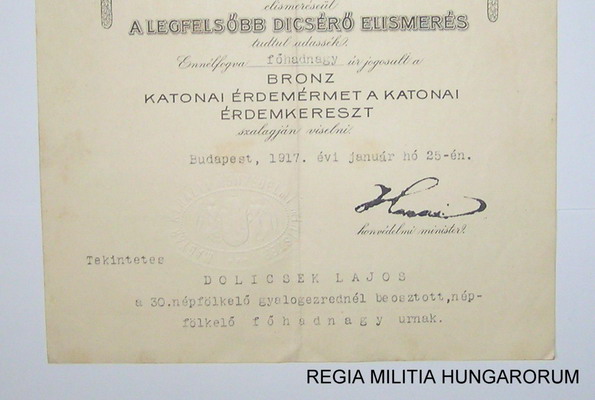 elismeréseül
A LEGFELSŐBB DICSÉRŐ ELISMERÉS
tudtul adassék.
Ennélfogva főhadnagy úr jogosult a
BRONZ
KATONAI ÉRDEMÉRMET A KATONAI
ÉRDEMKERESZT
szalagján viselni.
Budapest, 1917. évi január hó 25-én.
honvédelmi minister.
Tekintetes
DOLICSEK LAJOS
a 30.népfölkelő gyalogezrednél beosztott,nép-
fölkelő főhadnagy urnak.
REGIA MILITIA HUNGARORUM